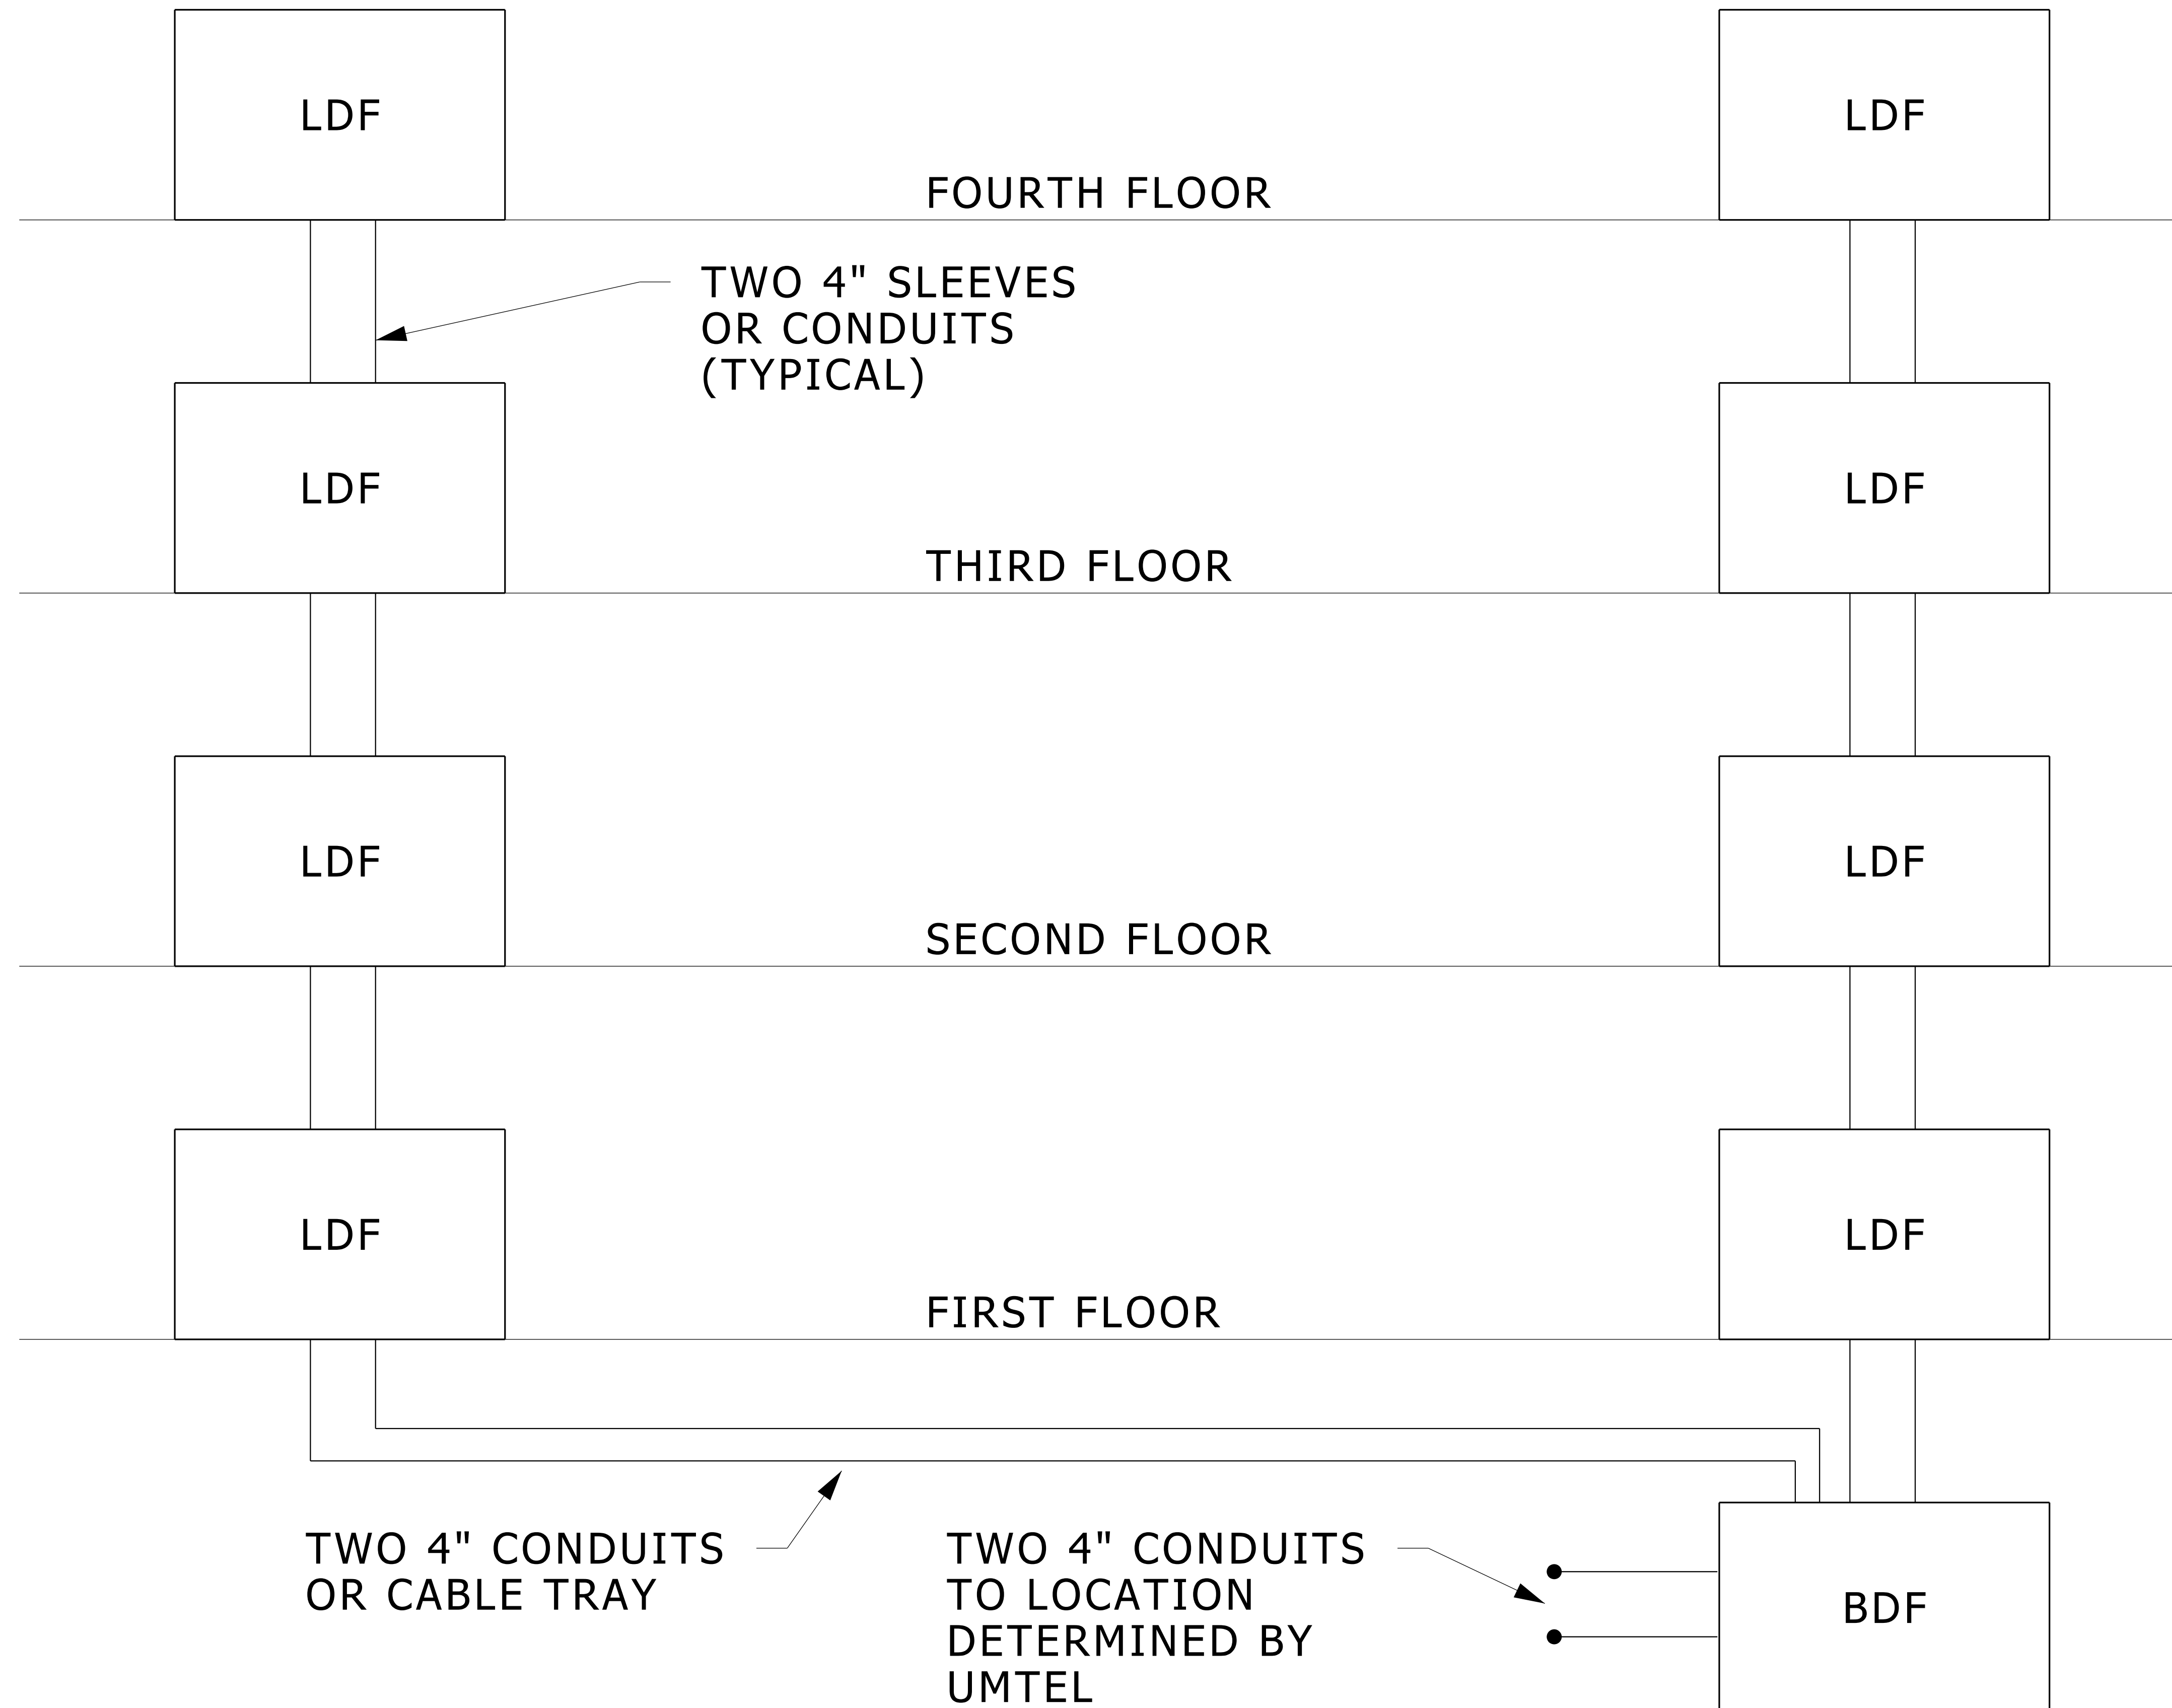 LDF
LDF
FOURTH FLOOR
TWO 4" SLEEVES
OR CONDUITS
(TYPICAL)
LDF
LDF
THIRD FLOOR
LDF
LDF
SECOND FLOOR
LDF
LDF
FIRST FLOOR
TWO 4" CONDUITS
OR CABLE TRAY
TWO 4" CONDUITS
TO LOCATION
DETERMINED BY
UMTEL
BDF